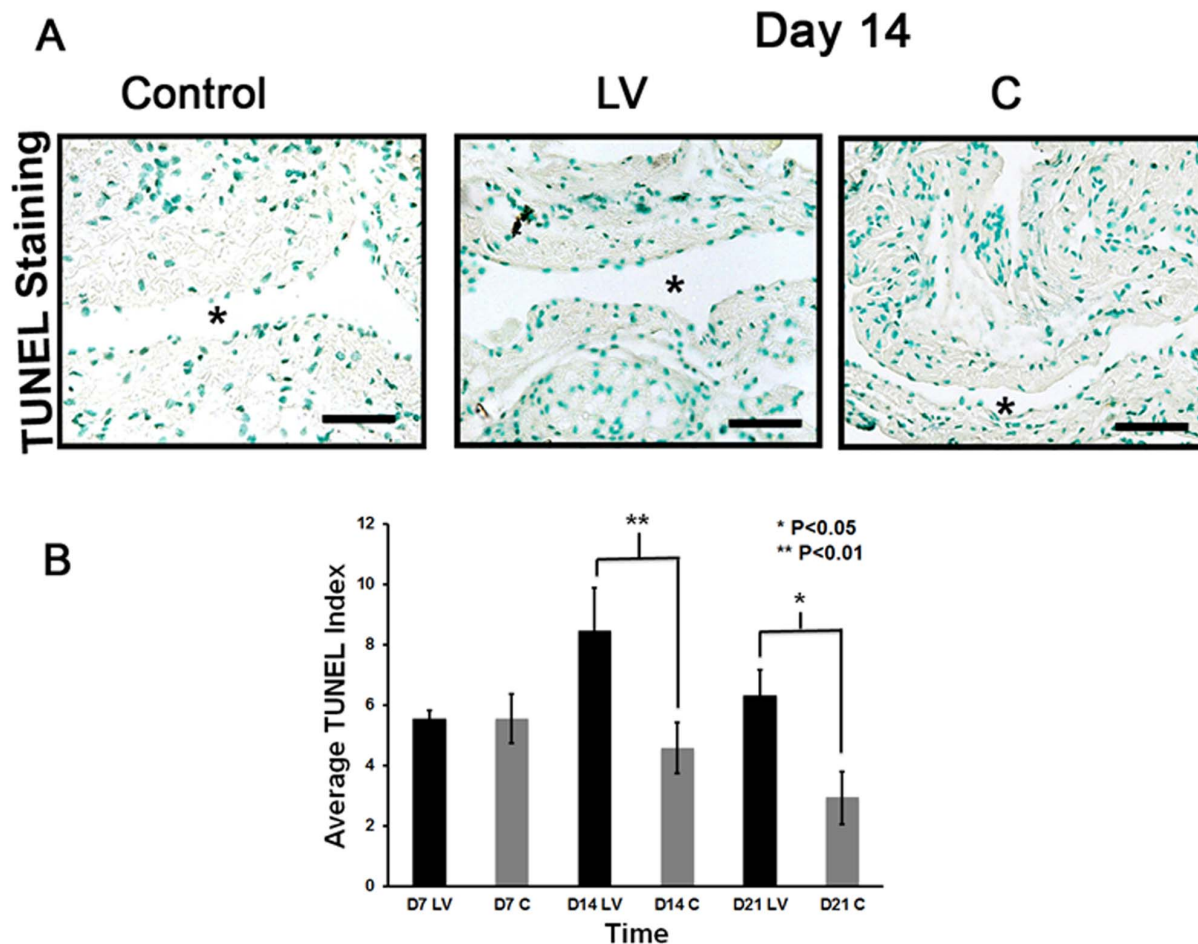 A
Day 14
Control
LV
C
TUNEL Staining
*
*
*
B
Average TUNEL Index
12
10
8
6
4
2
0
**
*
* P<0.05
** P<0.01
D7 LV
D7 C
D14 LV
D14 C
D21 LV
D21 C
Time